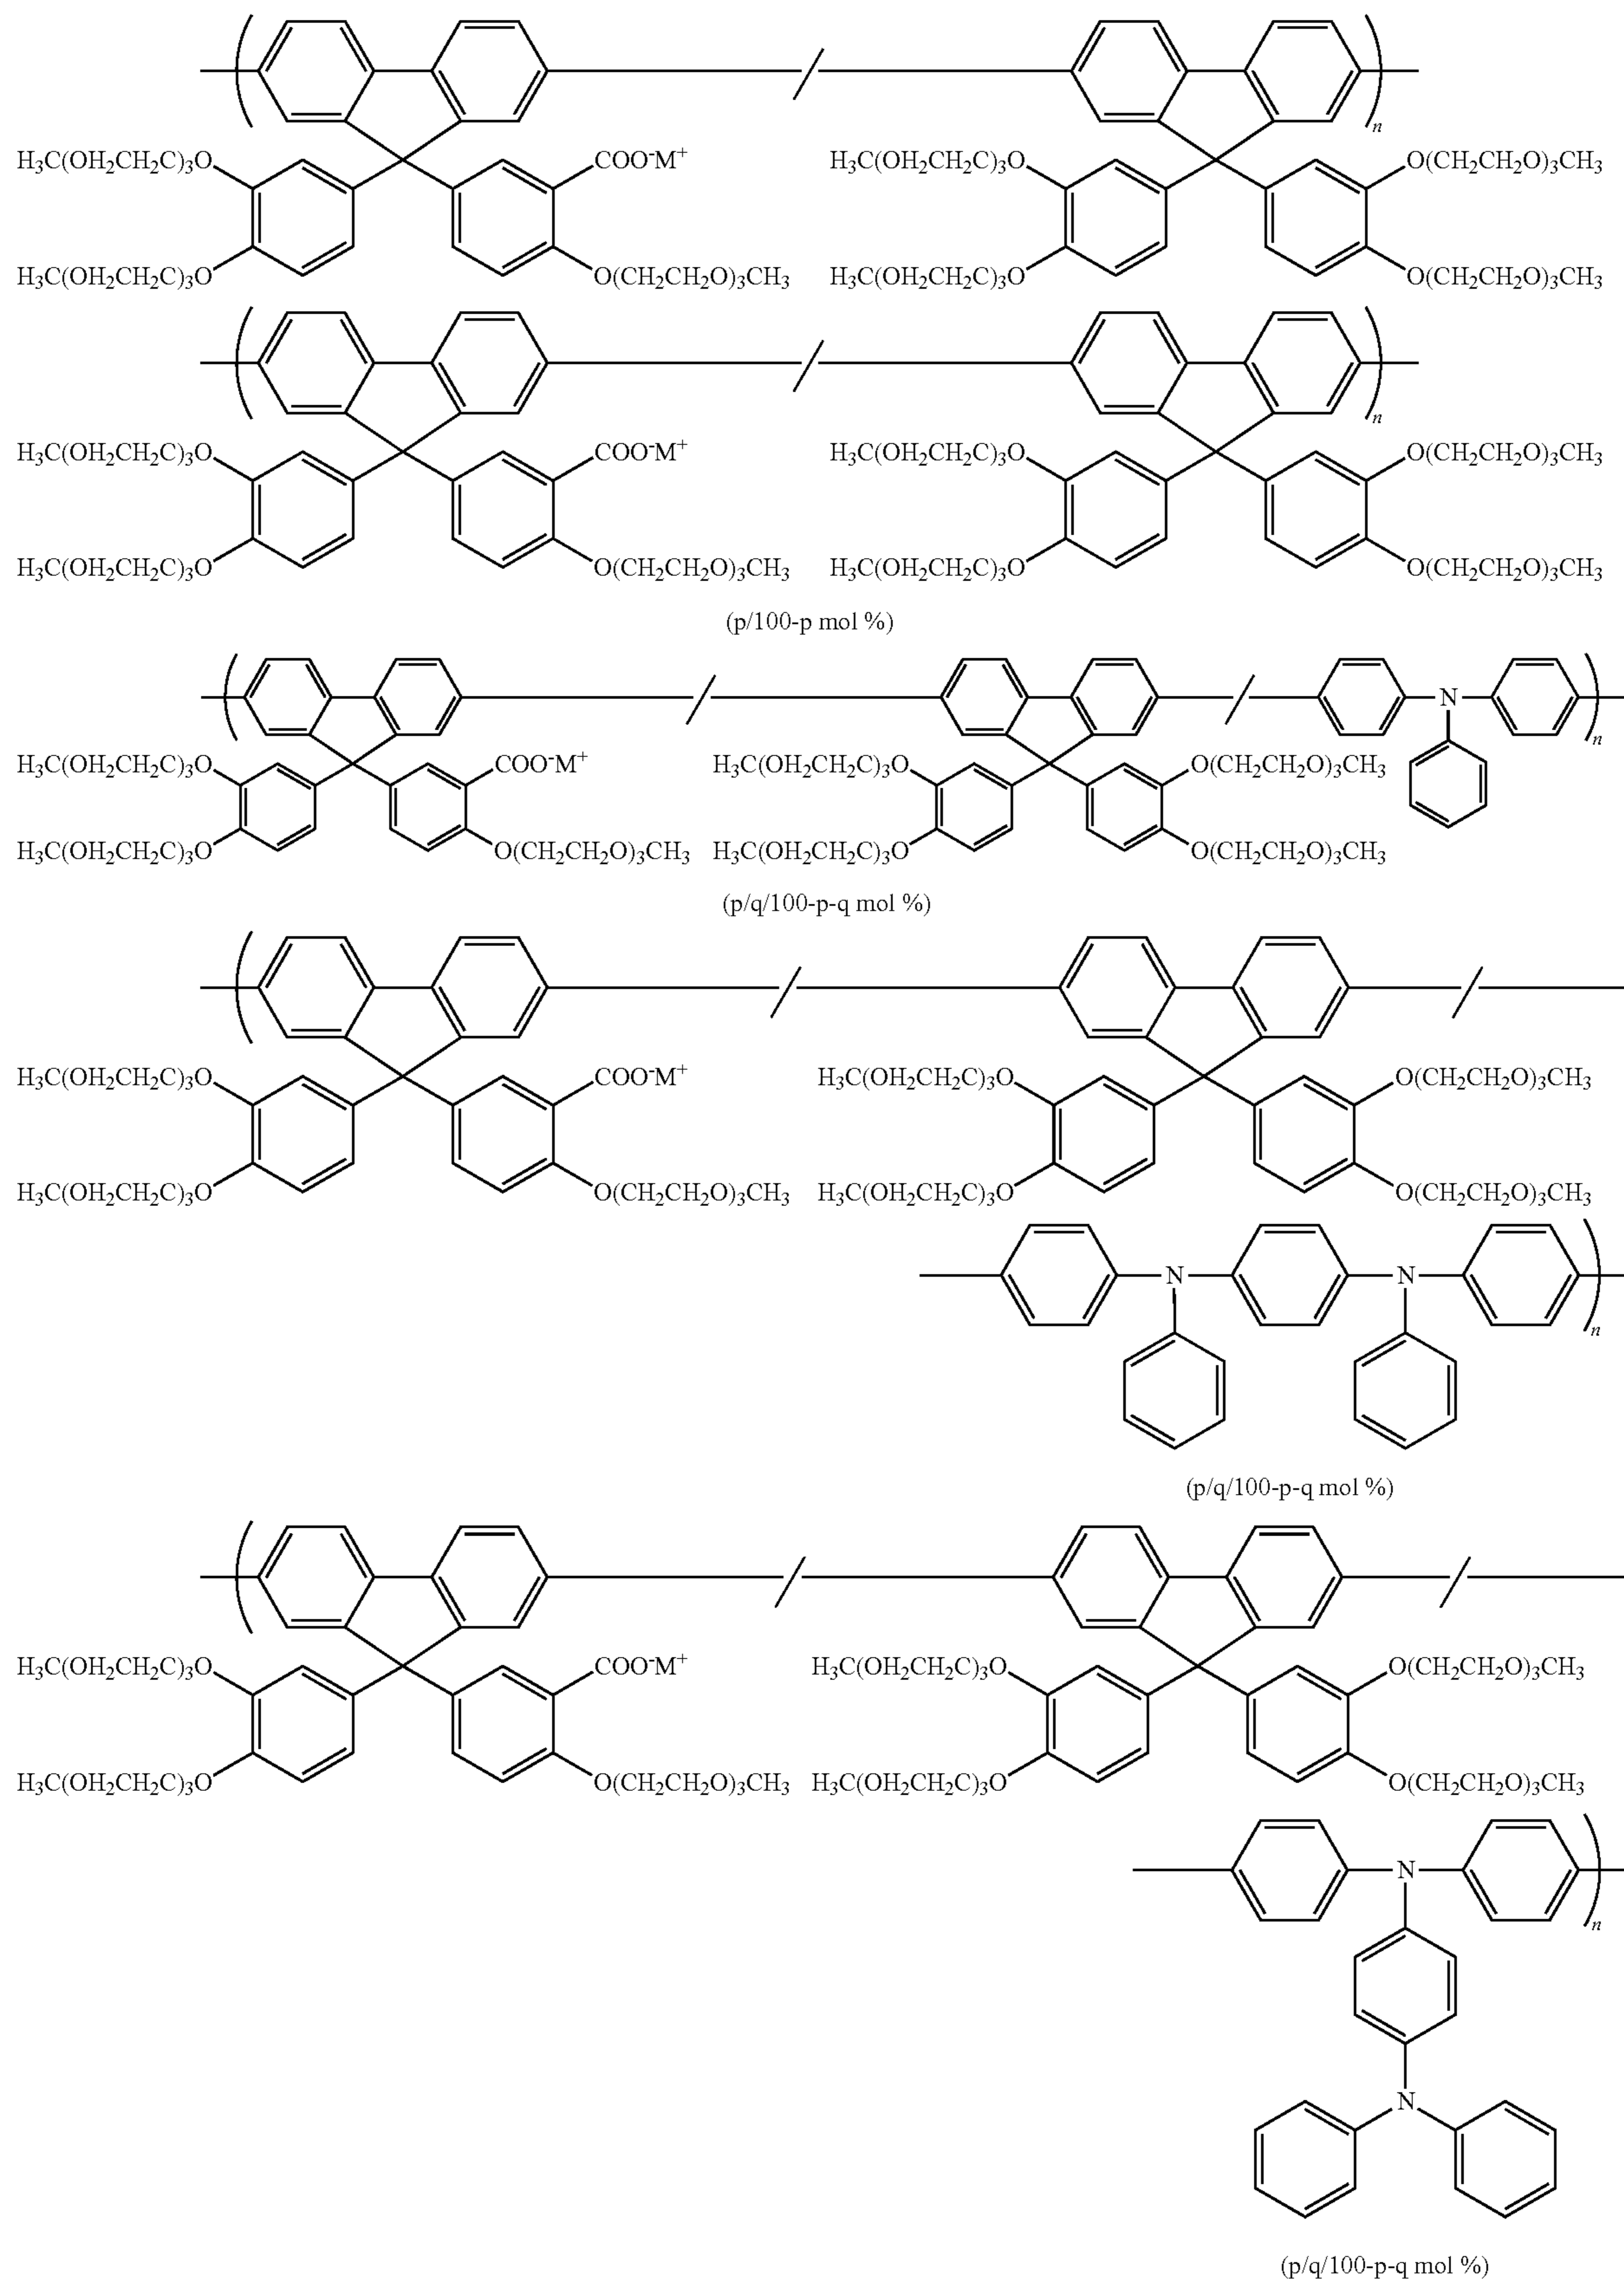 n
H₃C(OH₂CH₂C)₃O COO⁻M⁺ H₃C(OH₂CH₂C)₃O O(CH₂CH₂O)₃CH₃
H₃C(OH₂CH₂C)₃O O(CH₂CH₂O)₃CH₃ H₃C(OH₂CH₂C)₃O O(CH₂CH₂O)₃CH₃
n
H₃C(OH₂CH₂C)₃O COO⁻M⁺ H₃C(OH₂CH₂C)₃O O(CH₂CH₂O)₃CH₃
H₃C(OH₂CH₂C)₃O O(CH₂CH₂O)₃CH₃ H₃C(OH₂CH₂C)₃O O(CH₂CH₂O)₃CH₃
(p/100-p mol %)
N
n
H₃C(OH₂CH₂C)₃O COO⁻M⁺ H₃C(OH₂CH₂C)₃O O(CH₂CH₂O)₃CH₃
H₃C(OH₂CH₂C)₃O O(CH₂CH₂O)₃CH₃ H₃C(OH₂CH₂C)₃O O(CH₂CH₂O)₃CH₃
(p/q/100-p-q mol %)
H₃C(OH₂CH₂C)₃O COO⁻M⁺ H₃C(OH₂CH₂C)₃O O(CH₂CH₂O)₃CH₃
H₃C(OH₂CH₂C)₃O O(CH₂CH₂O)₃CH₃ H₃C(OH₂CH₂C)₃O O(CH₂CH₂O)₃CH₃
N N
n
(p/q/100-p-q mol %)
H₃C(OH₂CH₂C)₃O COO⁻M⁺ H₃C(OH₂CH₂C)₃O O(CH₂CH₂O)₃CH₃
H₃C(OH₂CH₂C)₃O O(CH₂CH₂O)₃CH₃ H₃C(OH₂CH₂C)₃O O(CH₂CH₂O)₃CH₃
N
n
N
(p/q/100-p-q mol %)